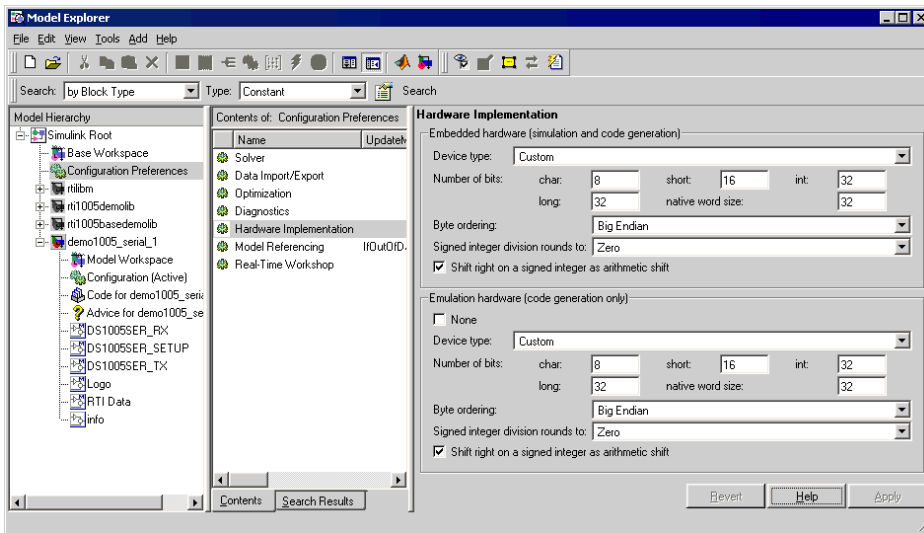 Model Explorer
File Edit View Tools Add Help
Search: by Block Type Type: Constant Search
Model Hierarchy
Simulink Root
Base Workspace
Configuration Preferences
rtilibm
rti1005demolib
rti1005basedemolib
demo1005_serial_1
Model Workspace
Configuration (Active)
Code for demo1005_seria
Advice for demo1005_se
DS1005SER_RX
DS1005SER_SETUP
DS1005SER_TX
Logo
RTI Data
info
Contents of: Configuration Preferences
Name UpdateM
Solver
Data Import/Export
Optimization
Diagnostics
Hardware Implementation
Model Referencing IfOutOfD.
Real-Time Workshop
Contents Search Results
Hardware Implementation
Embedded hardware (simulation and code generation)
Device type: Custom
Number of bits: char: 8 short: 16 int: 32
long: 32 native word size: 32
Byte ordering: Big Endian
Signed integer division rounds to: Zero
Shift right on a signed integer as arithmetic shift
Emulation hardware (code generation only)
None
Device type: Custom
Number of bits: char: 8 short: 16 int: 32
long: 32 native word size: 32
Byte ordering: Big Endian
Signed integer division rounds to: Zero
Shift right on a signed integer as arithmetic shift
Revert Help Apply